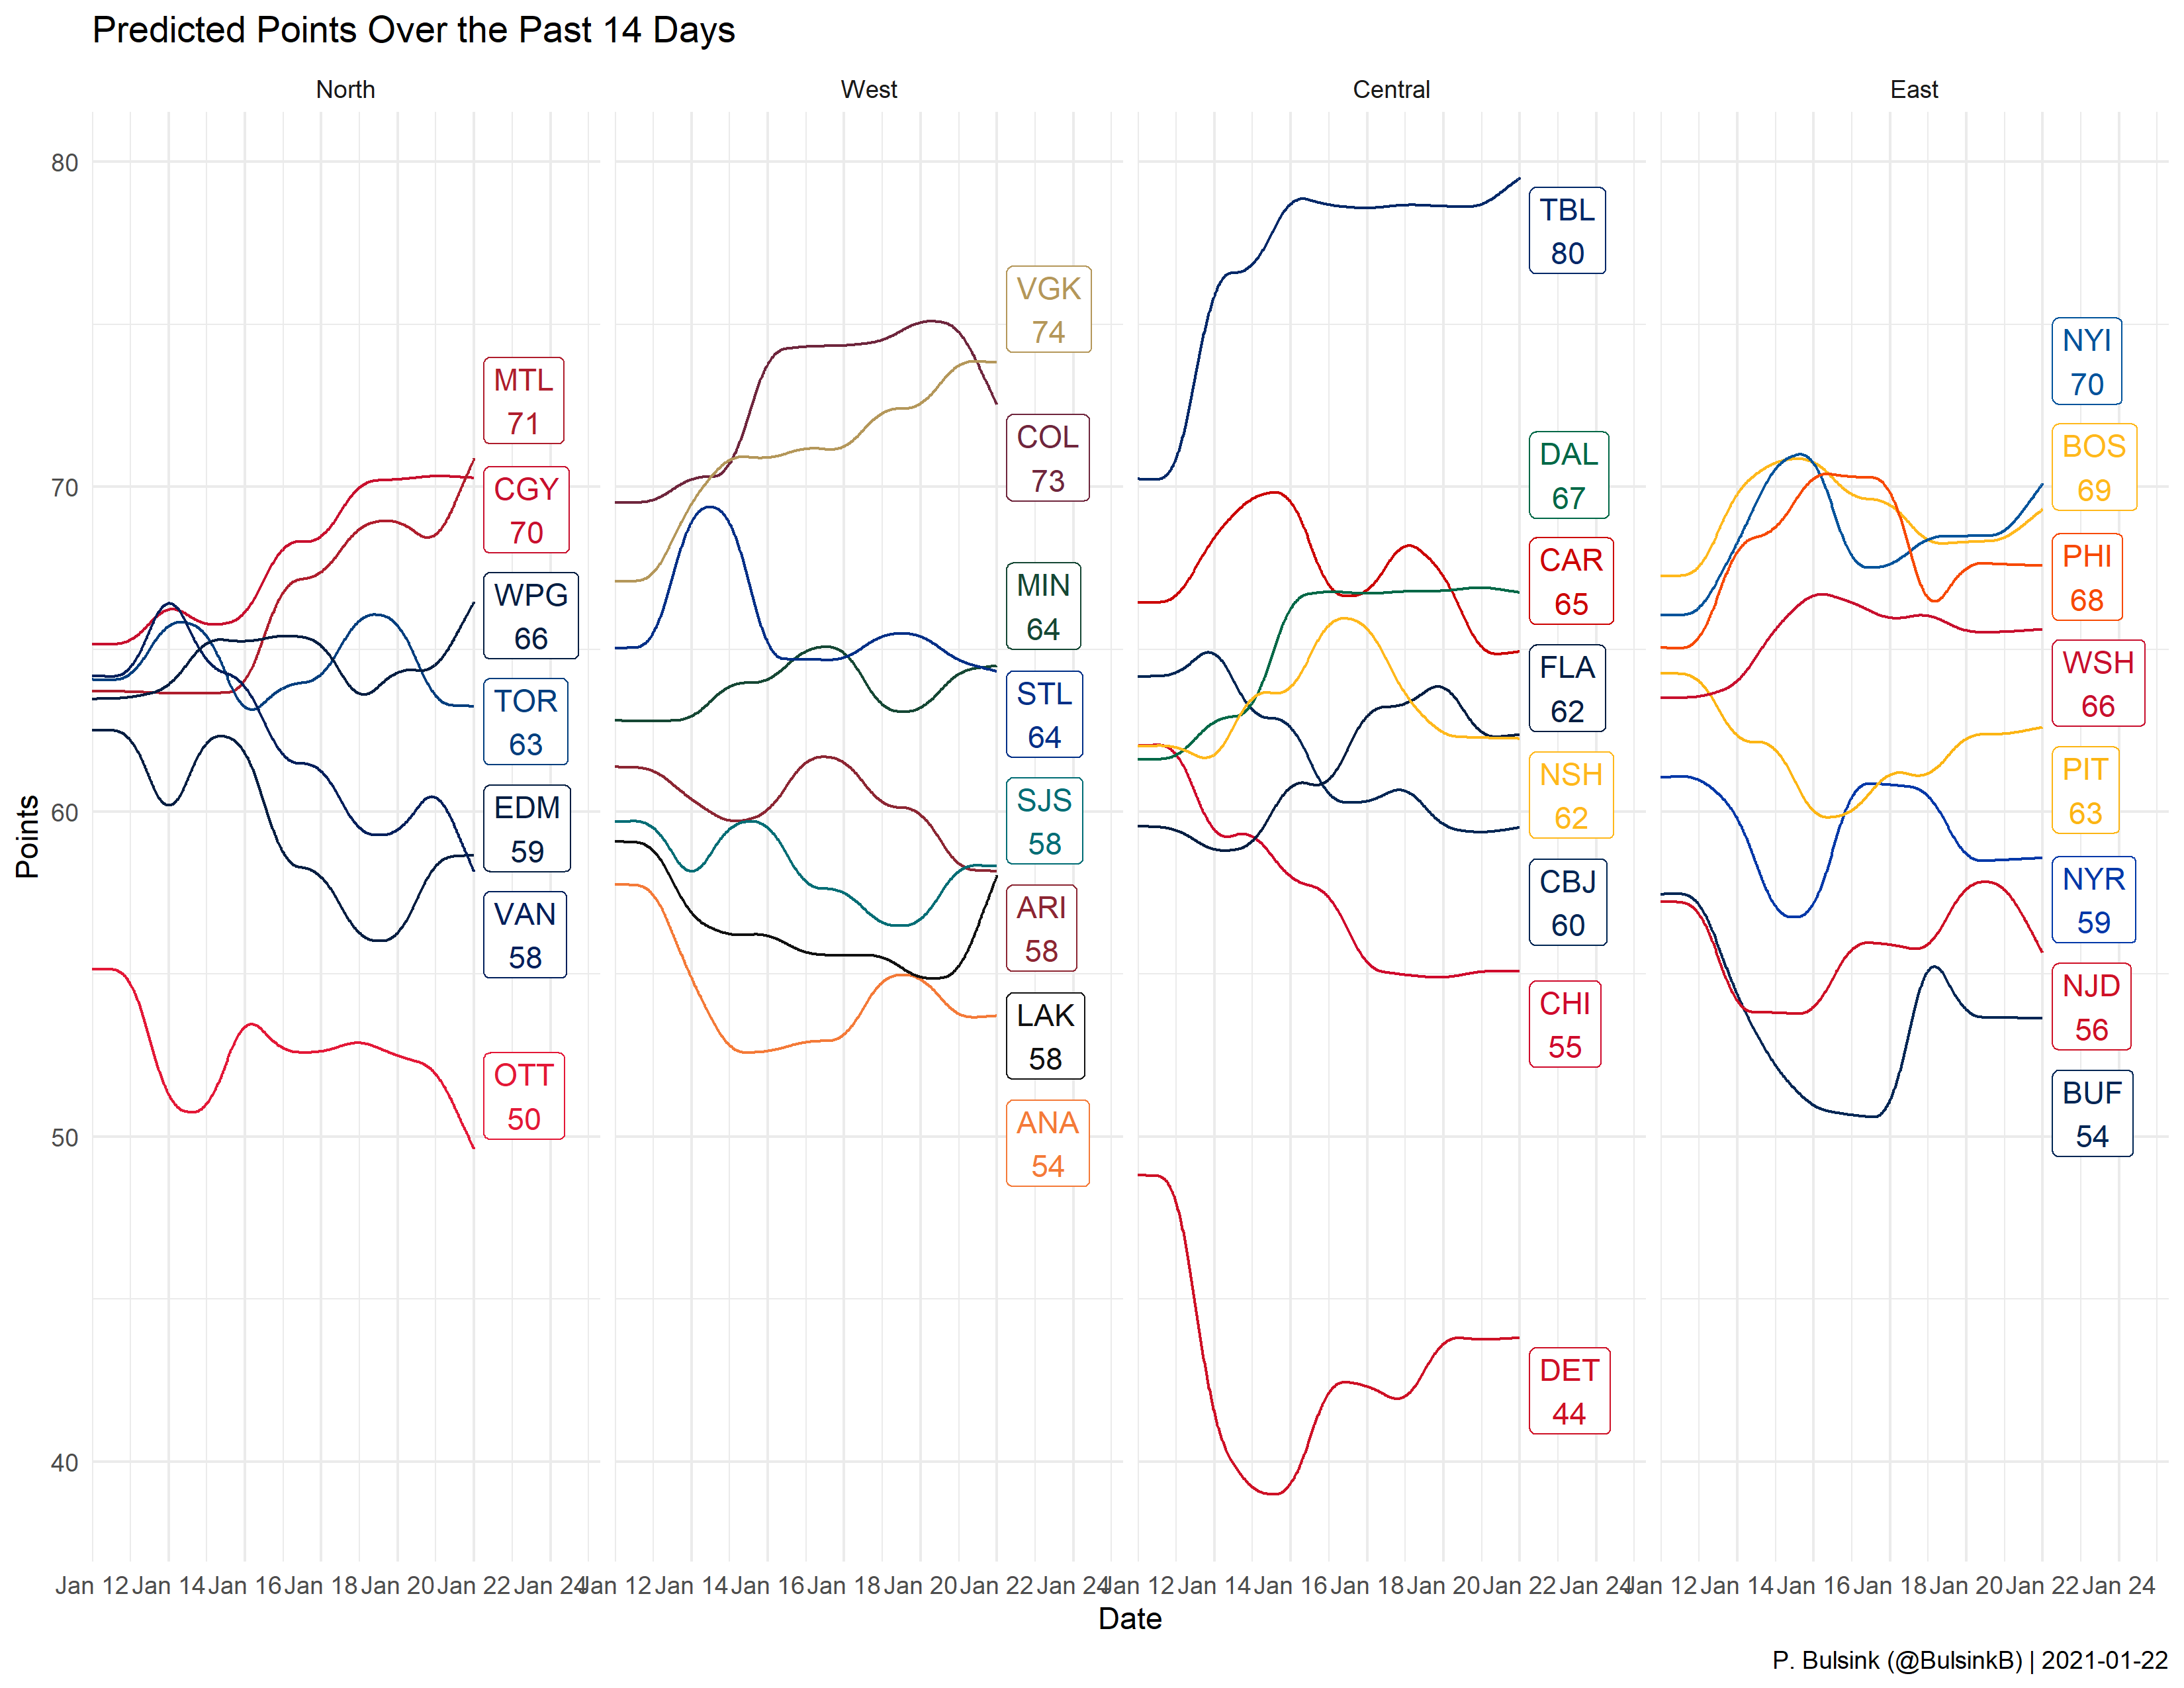 Predicted Points Over the Past 14 Days
North
West
Central
East
Points
80
70
60
50
40
MTL
71
CGY
70
WPG
66
TOR
63
EDM
59
VAN
58
OTT
50
VGK
74
COL
73
MIN
64
STL
64
SJS
58
ARI
58
LAK
58
ANA
54
TBL
80
DAL
67
CAR
65
FLA
62
NSH
62
CBJ
60
CHI
55
DET
44
NYI
70
BOS
69
PHI
68
WSH
66
PIT
63
NYR
59
NJD
56
BUF
54
Jan 12 Jan 14 Jan 16 Jan 18 Jan 20 Jan 22 Jan 24
Jan 12 Jan 14 Jan 16 Jan 18 Jan 20 Jan 22 Jan 24
Jan 12 Jan 14 Jan 16 Jan 18 Jan 20 Jan 22 Jan 24
Jan 12 Jan 14 Jan 16 Jan 18 Jan 20 Jan 22 Jan 24
Date
P. Bulsink (@BulsinkB) | 2021-01-22